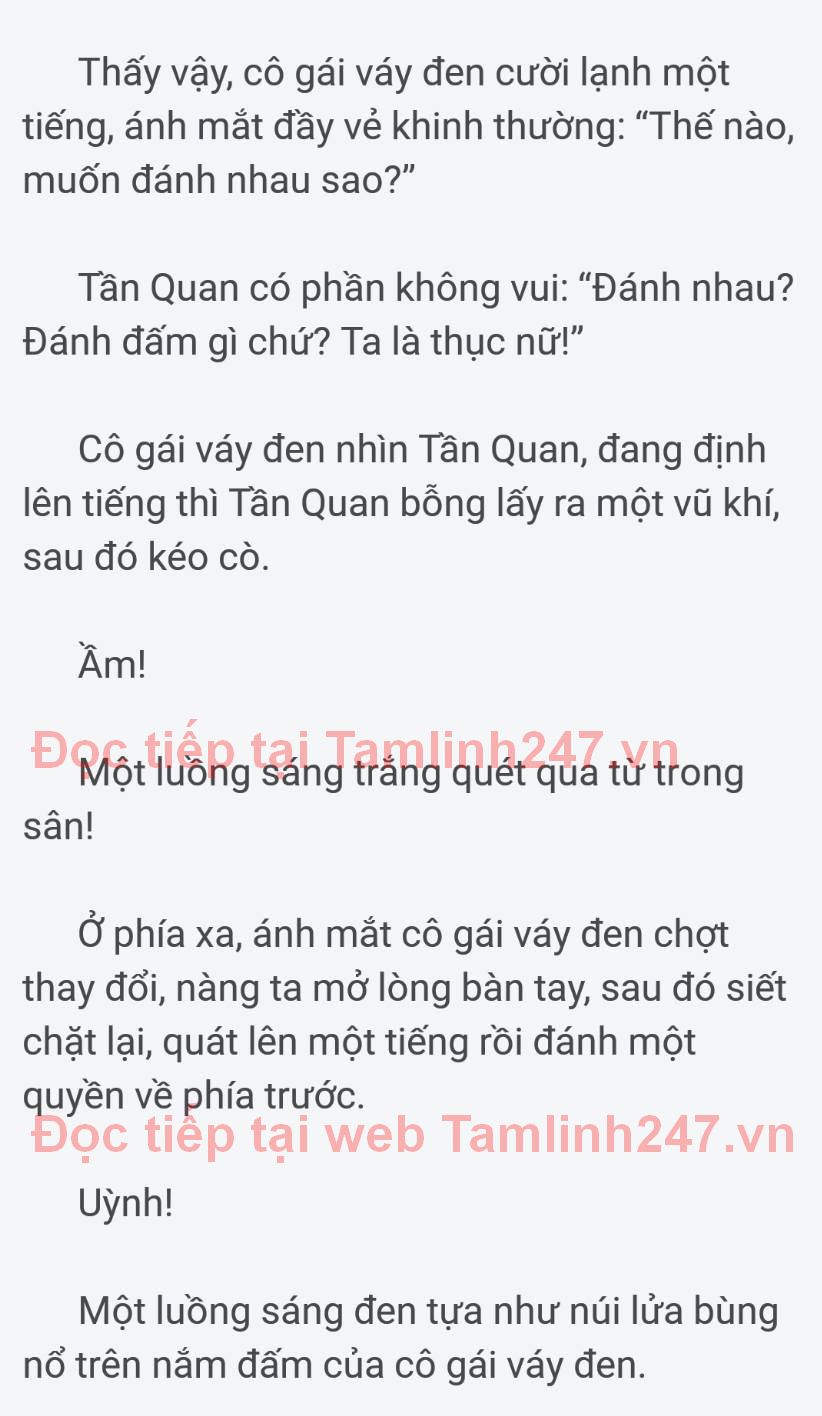 Thấy vậy, cô gái váy đen cười lạnh một
tiếng, ánh mắt đầy vẻ khinh thường: “Thế nào,
muốn đánh nhau sao?”
Tần Quan có phần không vui: “Đánh nhau?
Đánh đấm gì chứ? Ta là thục nữ!”
Cô gái váy đen nhìn Tần Quan, đang định
lên tiếng thì Tần Quan bỗng lấy ra một vũ khí,
sau đó kéo cò.
Ầm!
Đọc tiếp tại Tamlinh247.vn
Một luồng sáng trắng quét qua từ trong
sân!
Ở phía xa, ánh mắt cô gái váy đen chợt
thay đổi, nàng ta mở lòng bàn tay, sau đó siết
chặt lại, quát lên một tiếng rồi đánh một
quyền về phía trước.
Đọc tiếp tại web Tamlinh247.vn
Uỳnh!
Một luồng sáng đen tựa như núi lửa bùng
nổ trên nắm đấm của cô gái váy đen.